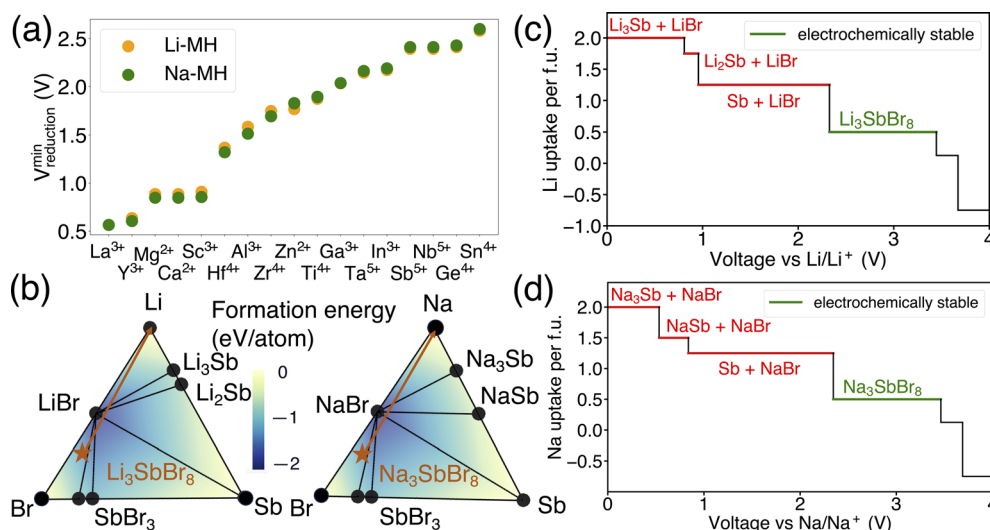 (a)
Li-MH
Na-MH
V^min_reduction (V)
2.5
2.0
1.5
1.0
0.5
La³⁺ Mg²⁺ Sc³⁺ Al³⁺ Zn²⁺ Ga³⁺ In³⁺ Nb⁵⁺ Sn⁴⁺
Y³⁺ Ca²⁺ Hf⁴⁺ Zr⁴⁺ Ti⁴⁺ Ta⁵⁺ Sb⁵⁺ Ge⁴⁺
(b)
Li
Formation energy
(eV/atom)
0
−1
−2
Li₃Sb
Li₂Sb
LiBr
Li₃SbBr₈
Br
SbBr₃
Sb
Na
Na₃Sb
NaSb
NaBr
Na₃SbBr₈
Br
SbBr₃
Sb
(c)
Li₃Sb + LiBr
electrochemically stable
Li₂Sb + LiBr
Sb + LiBr
Li₃SbBr₈
Li uptake per f.u.
2.0
1.5
1.0
0.5
0.0
−0.5
−1.0
0 1 2 3 4
Voltage vs Li/Li⁺ (V)
(d)
Na₃Sb + NaBr
electrochemically stable
NaSb + NaBr
Sb + NaBr
Na₃SbBr₈
Na uptake per f.u.
2.0
1.5
1.0
0.5
0.0
−0.5
0 1 2 3 4
Voltage vs Na/Na⁺ (V)